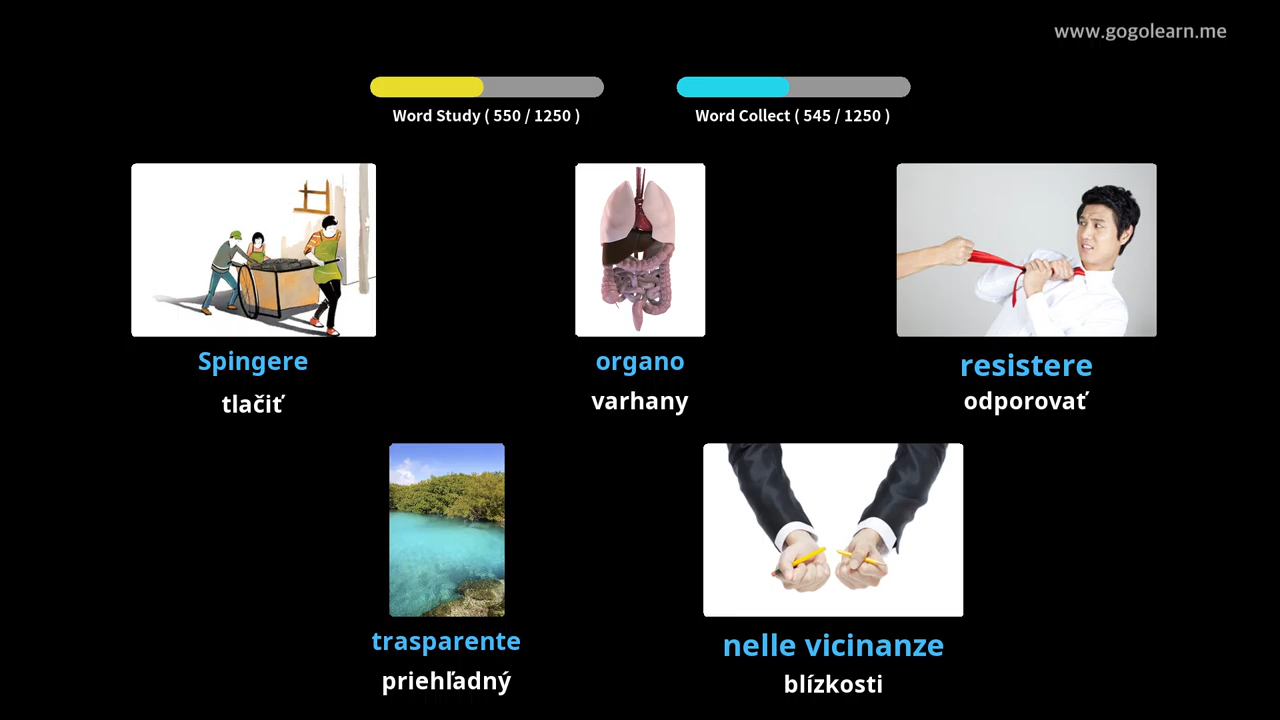 www.gogolearn.me
Word Study ( 550 / 1250 )
Word Collect ( 545 / 1250 )
Spingere
tlačiť
organo
varhany
resistere
odporovať
trasparente
priehľadný
nelle vicinanze
blízkosti